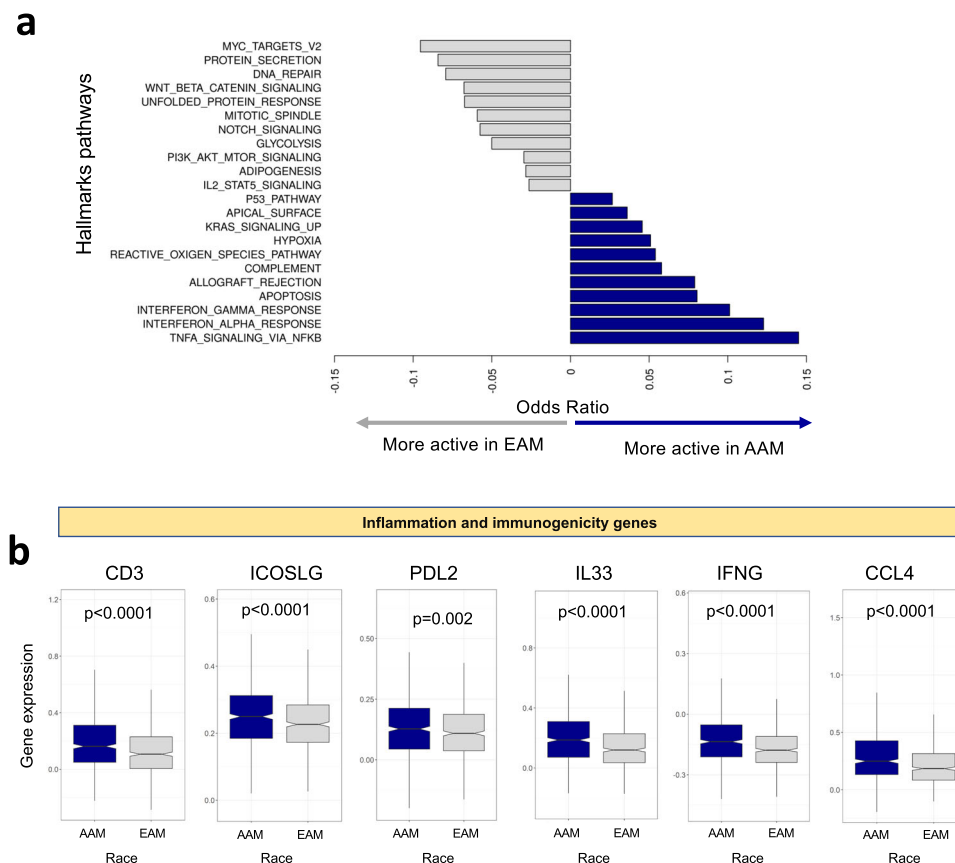 a
Hallmarks pathways
MYC_TARGETS_V2
PROTEIN_SECRETION
DNA_REPAIR
WNT_BETA_CATENIN_SIGNALING
UNFOLDED_PROTEIN_RESPONSE
MITOTIC_SPINDLE
NOTCH_SIGNALING
GLYCOLYSIS
PI3K_AKT_MTOR_SIGNALING
ADIPOGENESIS
IL2_STAT5_SIGNALING
P53_PATHWAY
APICAL_SURFACE
KRAS_SIGNALING_UP
HYPOXIA
REACTIVE_OXIGEN_SPECIES_PATHWAY
COMPLEMENT
ALLOGRAFT_REJECTION
APOPTOSIS
INTERFERON_GAMMA_RESPONSE
INTERFERON_ALPHA_RESPONSE
TNFA_SIGNALING_VIA_NFKB
-0.15 -0.1 -0.05 0 0.05 0.1 0.15
Odds Ratio
More active in EAM More active in AAM
Inflammation and immunogenicity genes
b
Gene expression
CD3
p<0.0001
1.2
0.8
0.4
0.0
AAM EAM
Race
ICOSLG
p<0.0001
0.6
0.4
0.2
0.0
AAM EAM
Race
PDL2
p=0.002
0.50
0.25
0.00
AAM EAM
Race
IL33
p<0.0001
0.8
0.4
0.0
AAM EAM
Race
IFNG
p<0.0001
0.6
0.3
0.0
-0.3
AAM EAM
Race
CCL4
p<0.0001
1.5
1.0
0.5
0.0
AAM EAM
Race